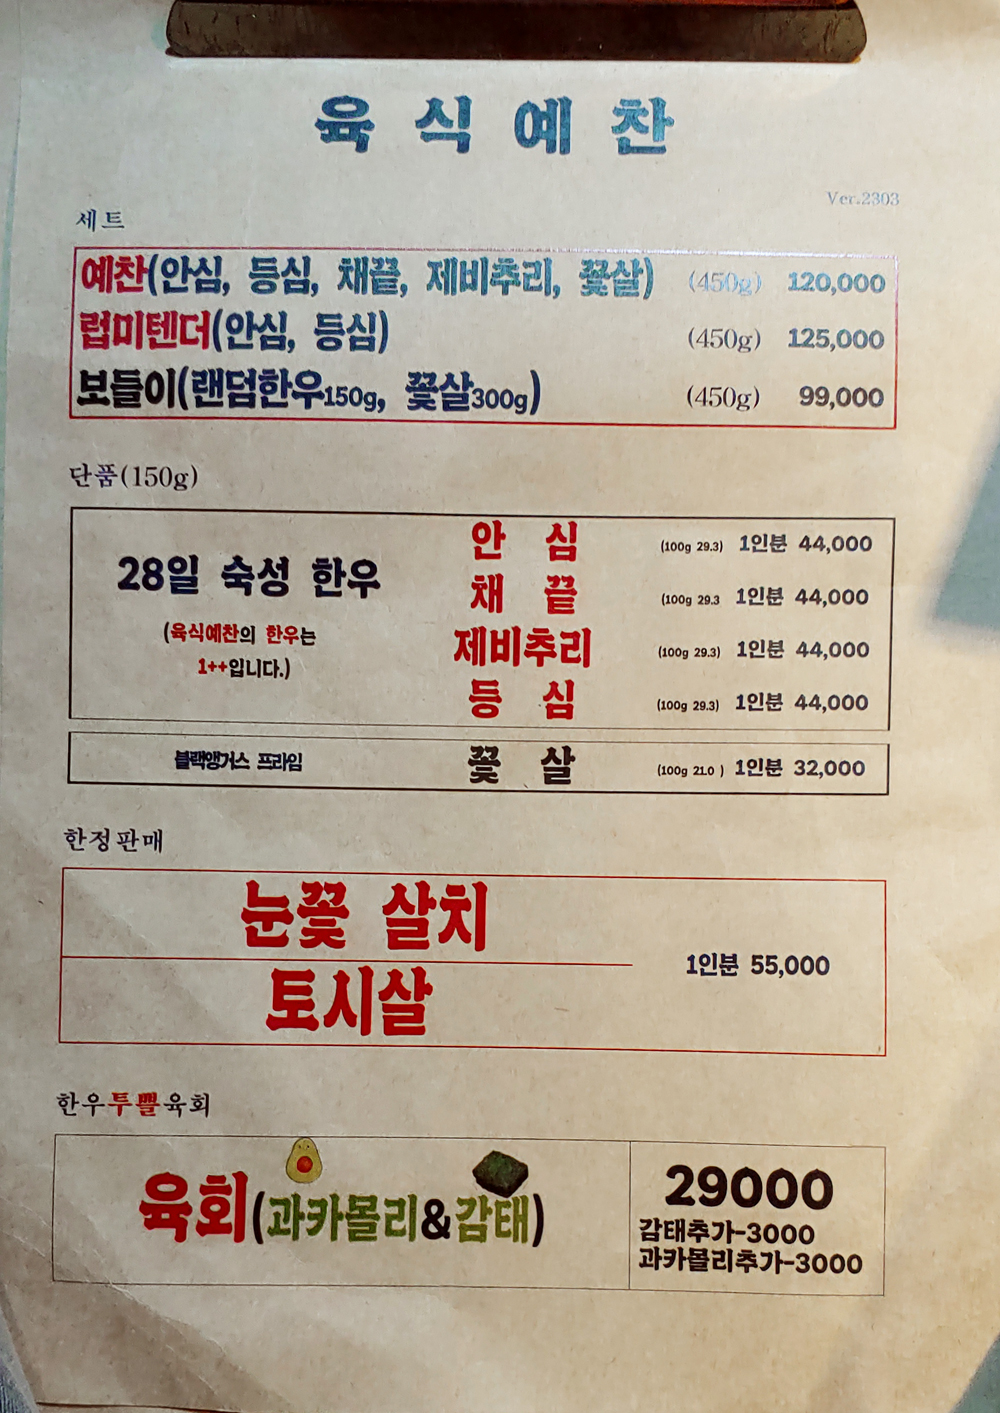 육식예찬
Ver.2303
세트
예찬(안심, 등심, 채끝, 제비추리, 꽃살) (450g) 120,000
럽미텐더(안심, 등심) (450g) 125,000
보들이(랜덤한우150g, 꽃살300g) (450g) 99,000
단품(150g)
28일 숙성 한우
(육식예찬의 한우는
1++입니다.)
안심 (100g 29.3) 1인분 44,000
채끝 (100g 29.3 1인분 44,000
제비추리 (100g 29.3) 1인분 44,000
등심 (100g 29.3) 1인분 44,000
블랙앵거스 프라임 꽃살 (100g 21.0 ) 1인분 32,000
한정판매
눈꽃 살치
토시살
1인분 55,000
한우투쁠육회
육회(과카몰리&감태)
29000
감태추가-3000
과카몰리추가-3000